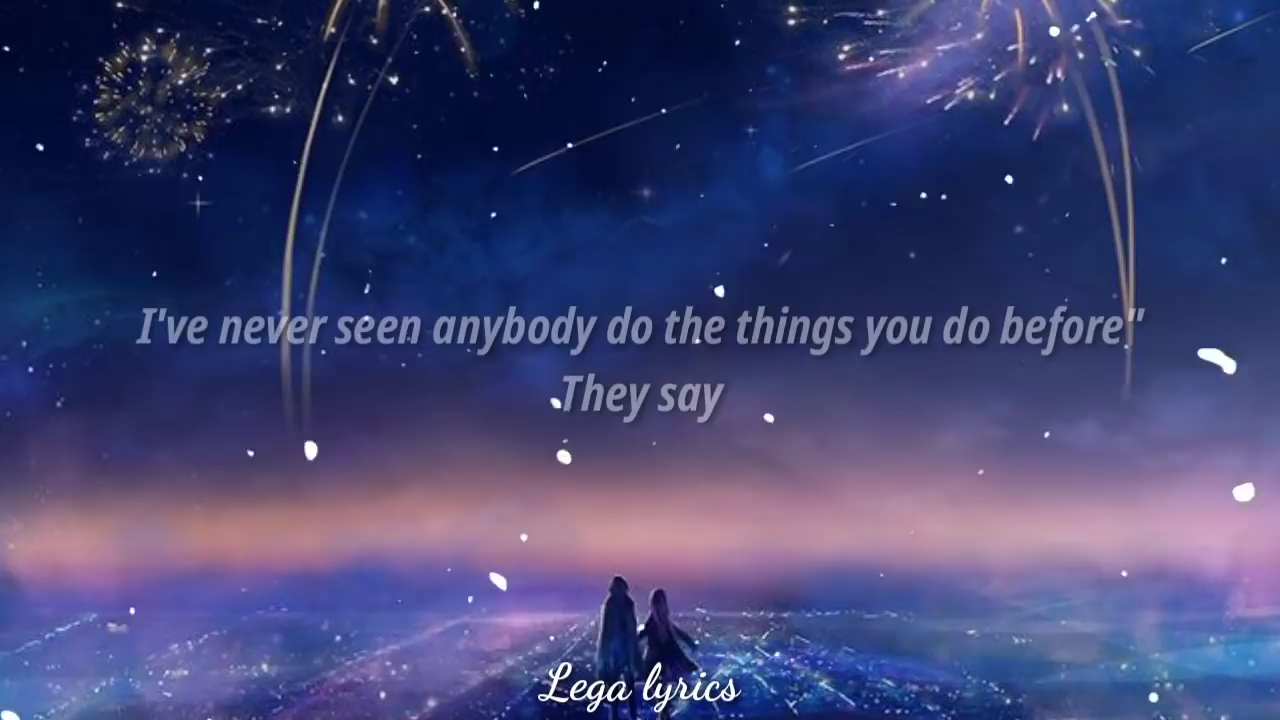 I've never seen anybody do the things you do before"
They say
Lega lyrics